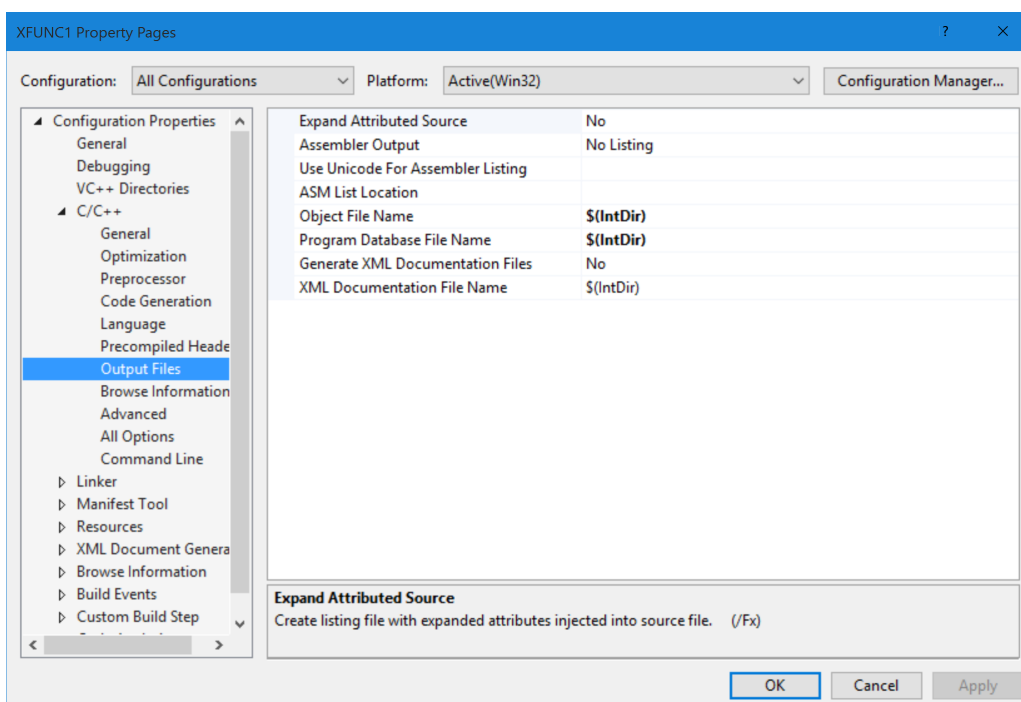 XFUNC1 Property Pages ? ×
Configuration: All Configurations Platform: Active(Win32) Configuration Manager...
Configuration Properties
General
Debugging
VC++ Directories
C/C++
General
Optimization
Preprocessor
Code Generation
Language
Precompiled Heade
Output Files
Browse Information
Advanced
All Options
Command Line
Linker
Manifest Tool
Resources
XML Document Genera
Browse Information
Build Events
Custom Build Step
Expand Attributed Source No
Assembler Output No Listing
Use Unicode For Assembler Listing
ASM List Location
Object File Name $(IntDir)
Program Database File Name $(IntDir)
Generate XML Documentation Files No
XML Documentation File Name $(IntDir)
Expand Attributed Source
Create listing file with expanded attributes injected into source file. (/Fx)
OK Cancel Apply